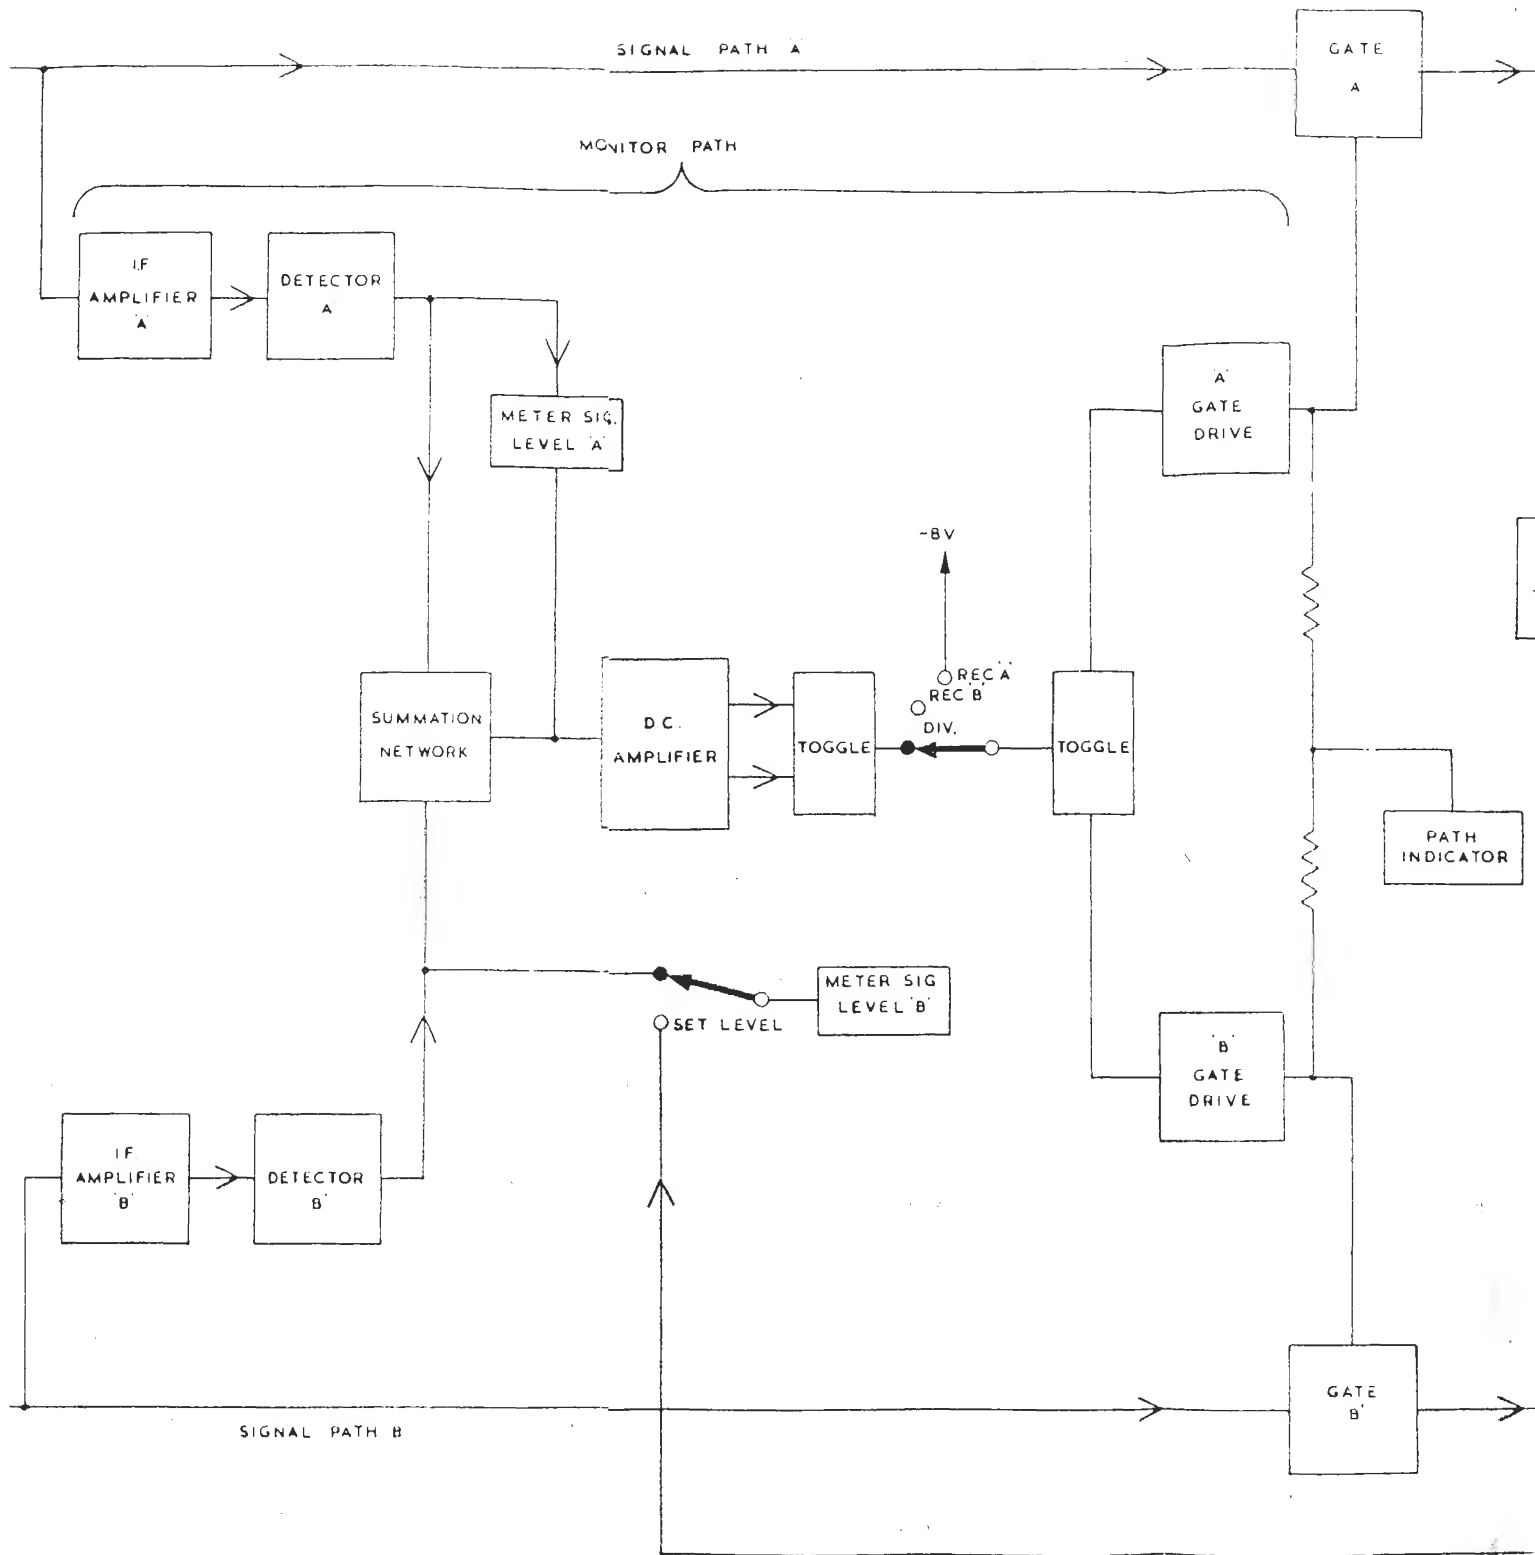 SIGNAL PATH 'A'
GATE
A
MONITOR PATH
I.F
AMPLIFIER
'A'
DETECTOR
A
METER SIG.
LEVEL 'A'
'A'
GATE
DRIVE
-8V
REC 'A'
REC 'B'
DIV.
SUMMATION
NETWORK
D.C.
AMPLIFIER
TOGGLE
TOGGLE
PATH
INDICATOR
METER SIG
LEVEL 'B'
SET LEVEL
'B'
GATE
DRIVE
I.F.
AMPLIFIER
'B'
DETECTOR
'B'
GATE
B'
SIGNAL PATH B